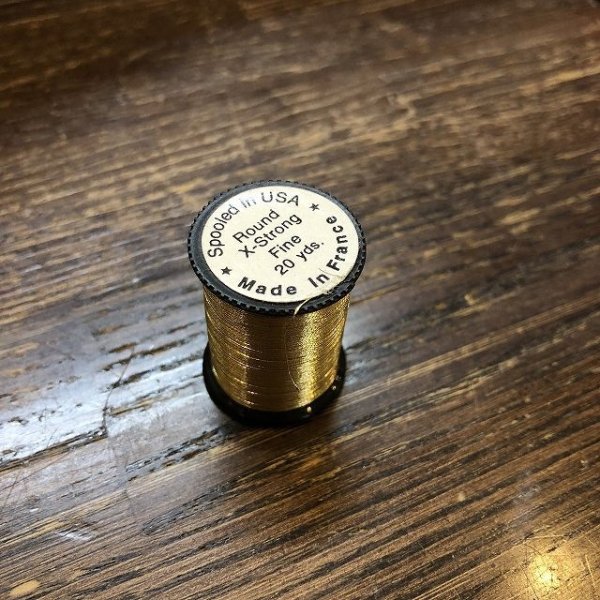 Spooled in USA
Round
X-Strong
Fine
20 yds.
★ Made In France ★